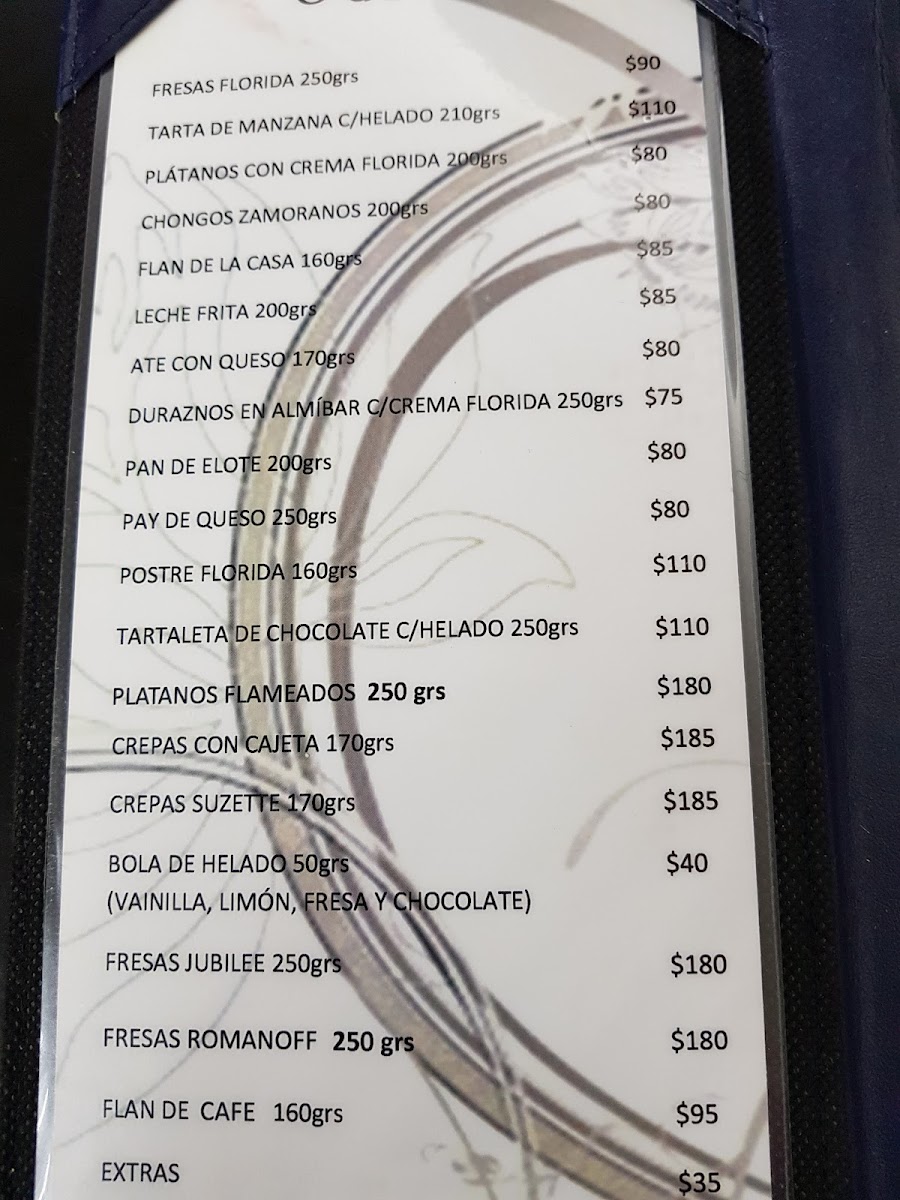 FRESAS FLORIDA 250grs $90
TARTA DE MANZANA C/HELADO 210grs $110
PLÁTANOS CON CREMA FLORIDA 200grs $80
CHONGOS ZAMORANOS 200grs $80
FLAN DE LA CASA 160grs $85
LECHE FRITA 200grs $85
ATE CON QUESO 170grs $80
DURAZNOS EN ALMÍBAR C/CREMA FLORIDA 250grs $75
PAN DE ELOTE 200grs $80
PAY DE QUESO 250grs $80
POSTRE FLORIDA 160grs $110
TARTALETA DE CHOCOLATE C/HELADO 250grs $110
PLATANOS FLAMEADOS 250 grs $180
CREPAS CON CAJETA 170grs $185
CREPAS SUZETTE 170grs $185
BOLA DE HELADO 50grs $40
(VAINILLA, LIMÓN, FRESA Y CHOCOLATE)
FRESAS JUBILEE 250grs $180
FRESAS ROMANOFF 250 grs $180
FLAN DE CAFE 160grs $95
EXTRAS $35